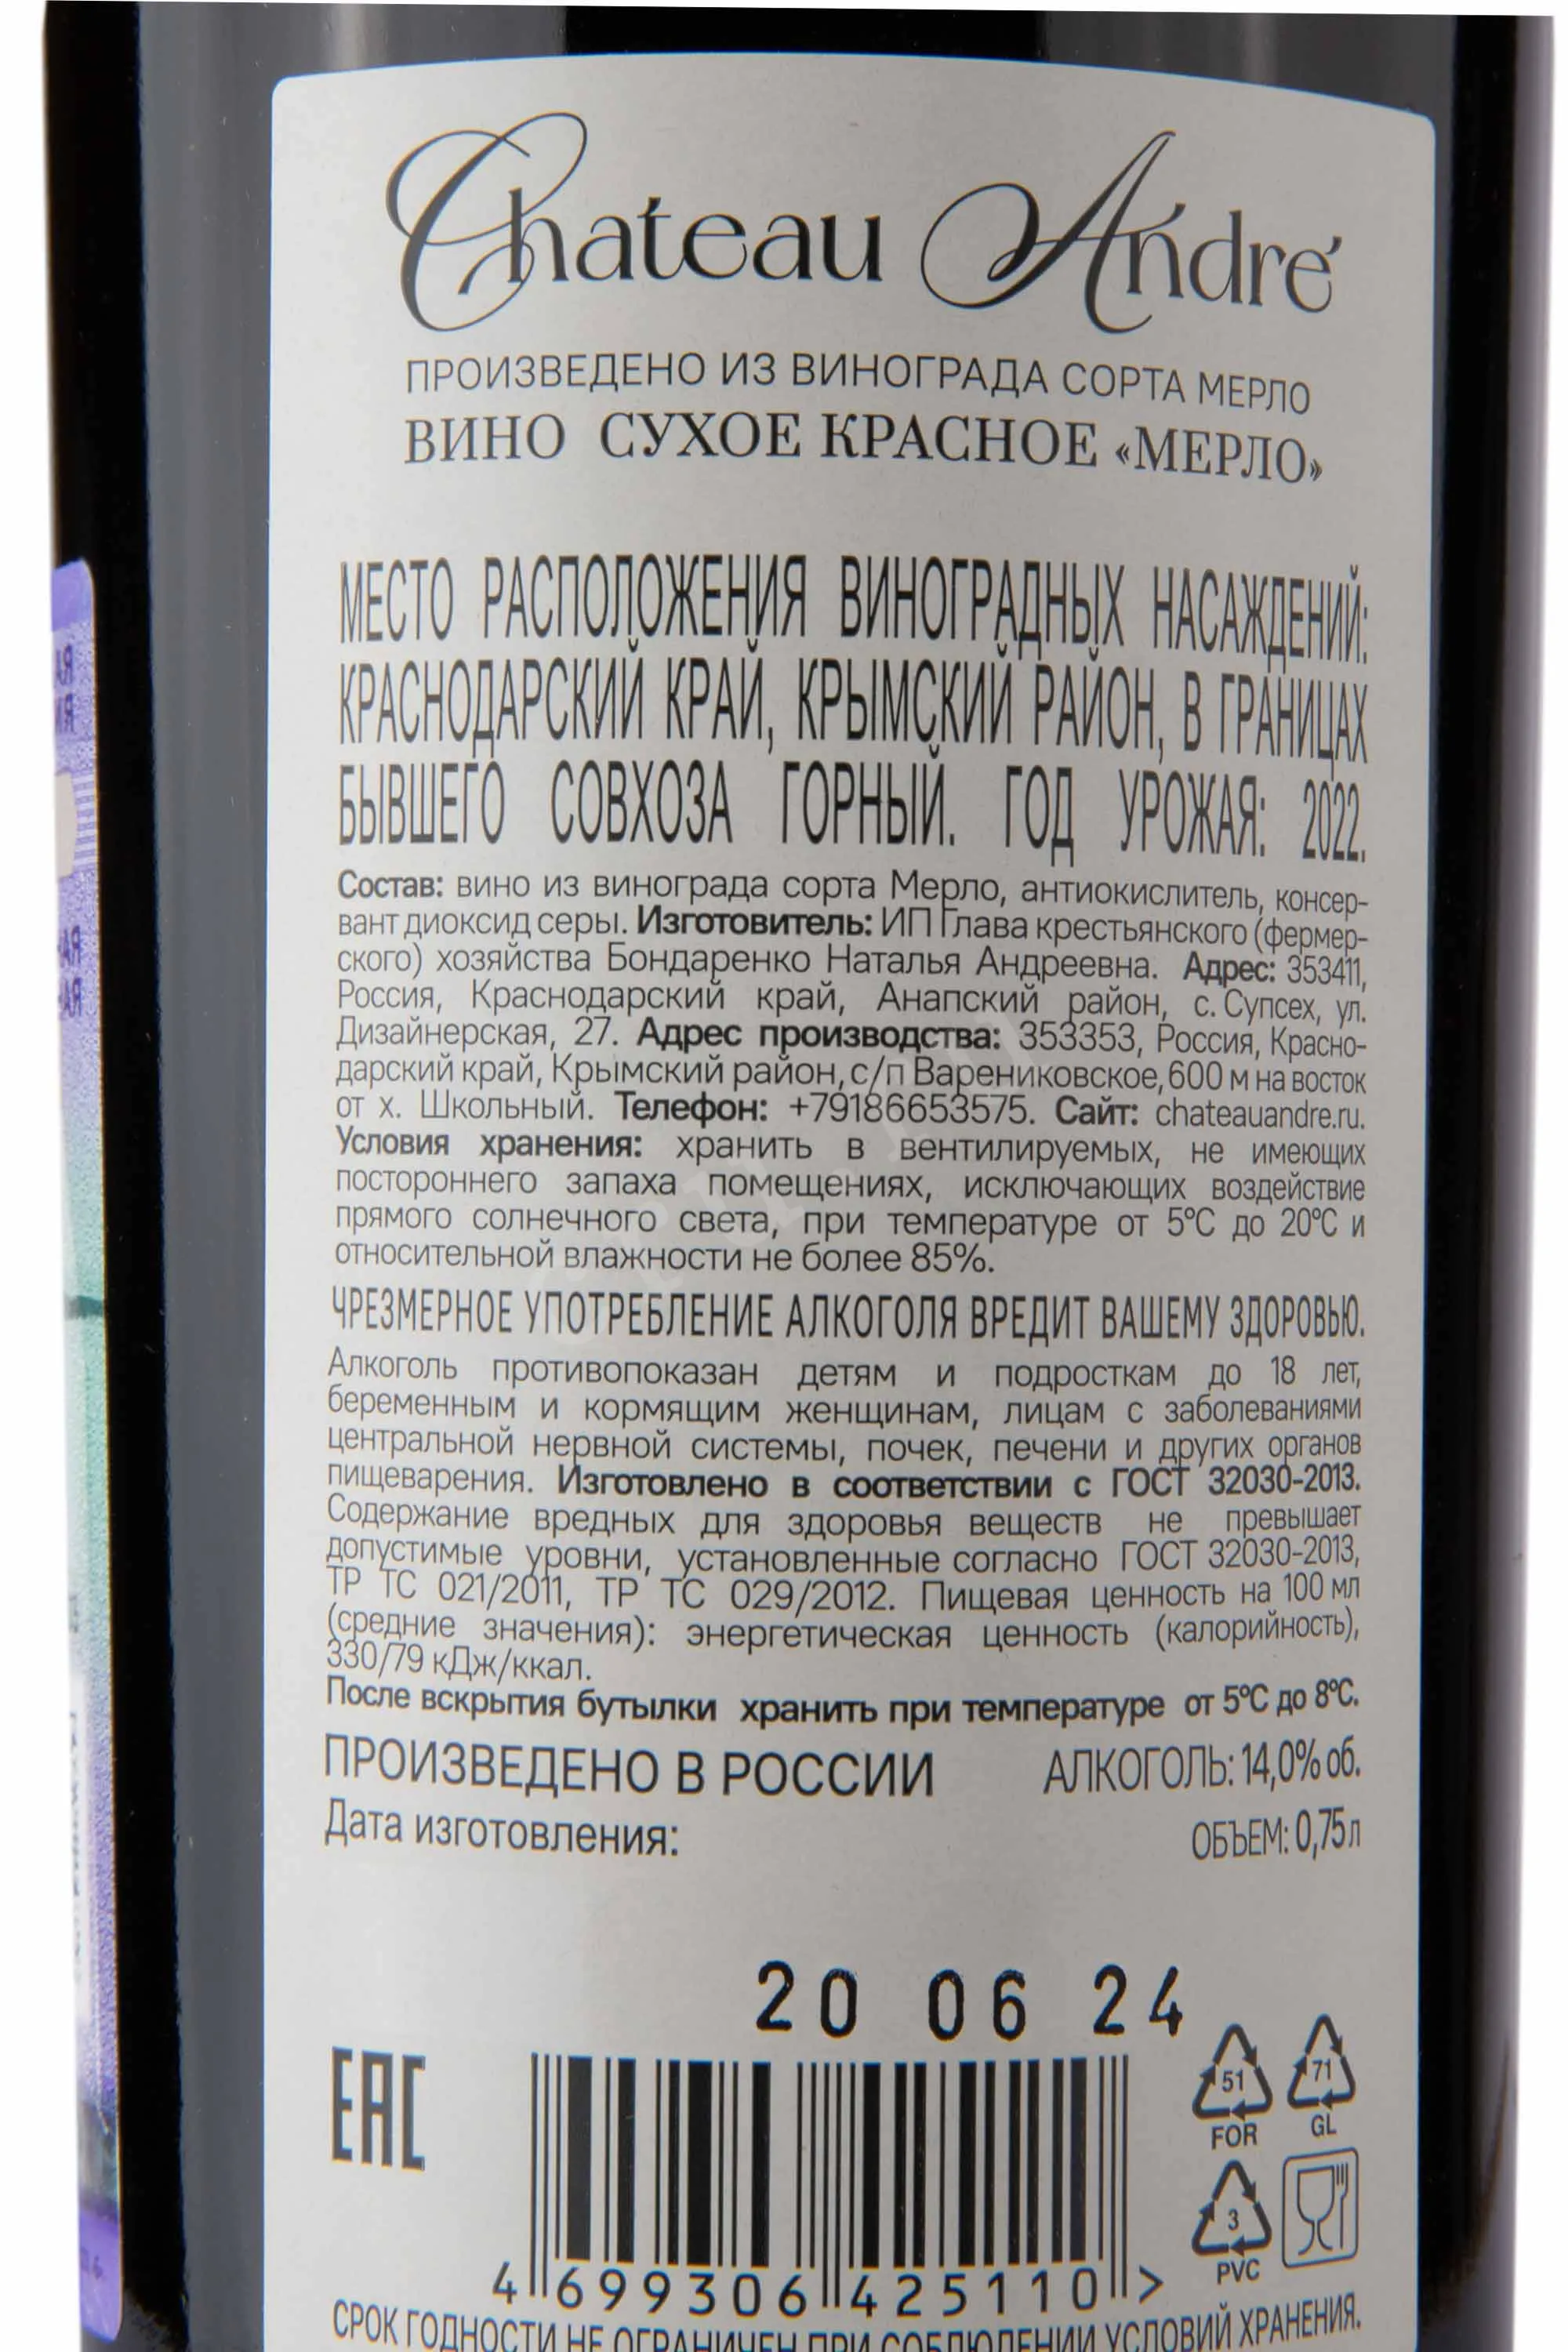 Chateau André
ПРОИЗВЕДЕНО ИЗ ВИНОГРАДА СОРТА МЕРЛО
ВИНО СУХОЕ КРАСНОЕ «МЕРЛО»
МЕСТО РАСПОЛОЖЕНИЯ ВИНОГРАДНЫХ НАСАЖДЕНИЙ:
КРАСНОДАРСКИЙ КРАЙ, КРЫМСКИЙ РАЙОН, В ГРАНИЦАХ
БЫВШЕГО СОВХОЗА ГОРНЫЙ. ГОД УРОЖАЯ: 2022.
Состав: вино из винограда сорта Мерло, антиокислитель, консер-
вант диоксид серы. Изготовитель: ИП Глава крестьянского (фермер-
ского) хозяйства Бондаренко Наталья Андреевна. Адрес: 353411,
Россия, Краснодарский край, Анапский район, с. Супсех, ул.
Дизайнерская, 27. Адрес производства: 353353, Россия, Красно-
дарский край, Крымский район, с/п Варениковское, 600 м на восток
от х. Школьный. Телефон: +79186653575. Сайт: chateauandre.ru.
Условия хранения: хранить в вентилируемых, не имеющих
постороннего запаха помещениях, исключающих воздействие
прямого солнечного света, при температуре от 5°С до 20°С и
относительной влажности не более 85%.
ЧРЕЗМЕРНОЕ УПОТРЕБЛЕНИЕ АЛКОГОЛЯ ВРЕДИТ ВАШЕМУ ЗДОРОВЬЮ.
Алкоголь противопоказан детям и подросткам до 18 лет,
беременным и кормящим женщинам, лицам с заболеваниями
центральной нервной системы, почек, печени и других органов
пищеварения. Изготовлено в соответствии с ГОСТ 32030-2013.
Содержание вредных для здоровья веществ не превышает
допустимые уровни, установленные согласно ГОСТ 32030-2013,
ТР ТС 021/2011, ТР ТС 029/2012. Пищевая ценность на 100 мл
(средние значения): энергетическая ценность (калорийность),
330/79 кДж/ккал.
После вскрытия бутылки хранить при температуре от 5°С до 8°С.
ПРОИЗВЕДЕНО В РОССИИ АЛКОГОЛЬ: 14,0% об.
Дата изготовления: ОБЪЕМ: 0,75 л
20 06 24
EAC
51 71
FOR GL
3
PVC
4 699306 425110 >
СРОК ГОДНОСТИ НЕ ОГРАНИЧЕН ПРИ СОБЛЮДЕНИИ УСЛОВИЙ ХРАНЕНИЯ.